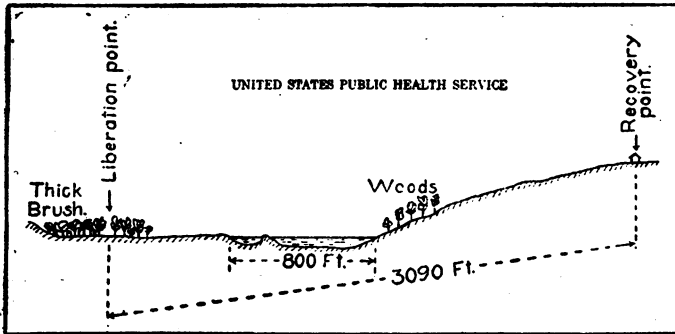 UNITED STATES PUBLIC HEALTH SERVICE
Liberation point.
Recovery
point.
Thick
Brush.
Woods
800 Ft.
3090 Ft.